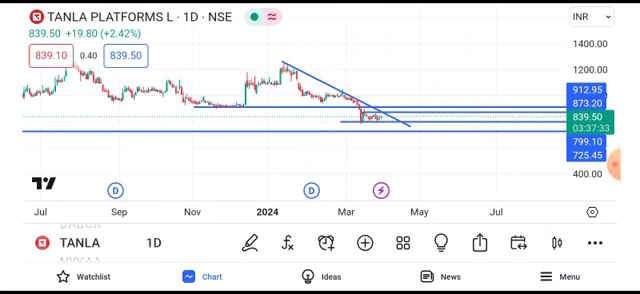 TANLA PLATFORMS L · 1D · NSE
INR
839.50 +19.80 (+2.42%)
839.10 0.40 839.50
1400.00
1200.00
912.95
873.20
839.50
03:37:33
799.10
725.45
400.00
D D
Jul Sep Nov 2024 Mar May Jul
TANLA 1D
Watchlist Chart Ideas News Menu